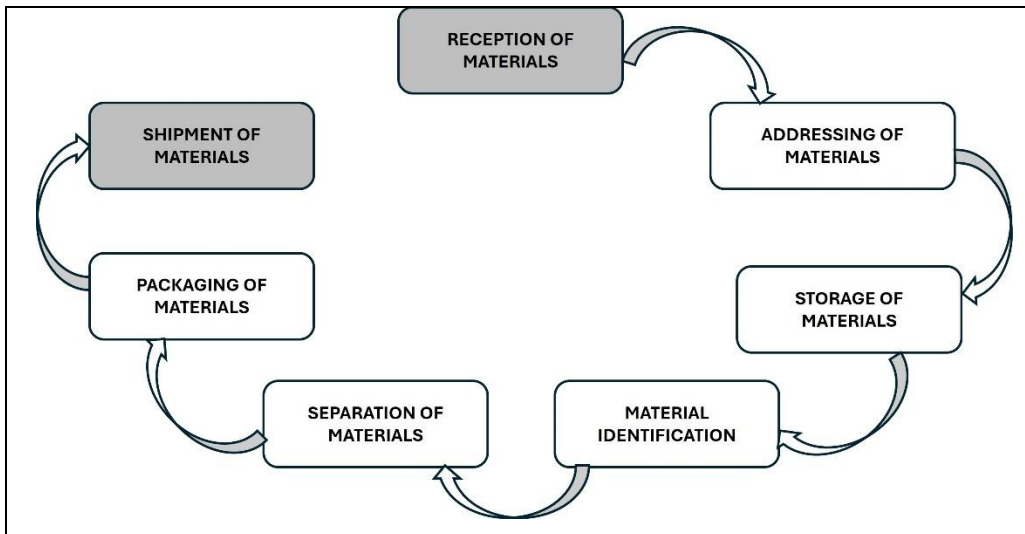 RECEPTION OF
MATERIALS
ADDRESSING OF
MATERIALS
STORAGE OF
MATERIALS
MATERIAL
IDENTIFICATION
SEPARATION OF
MATERIALS
PACKAGING OF
MATERIALS
SHIPMENT OF
MATERIALS